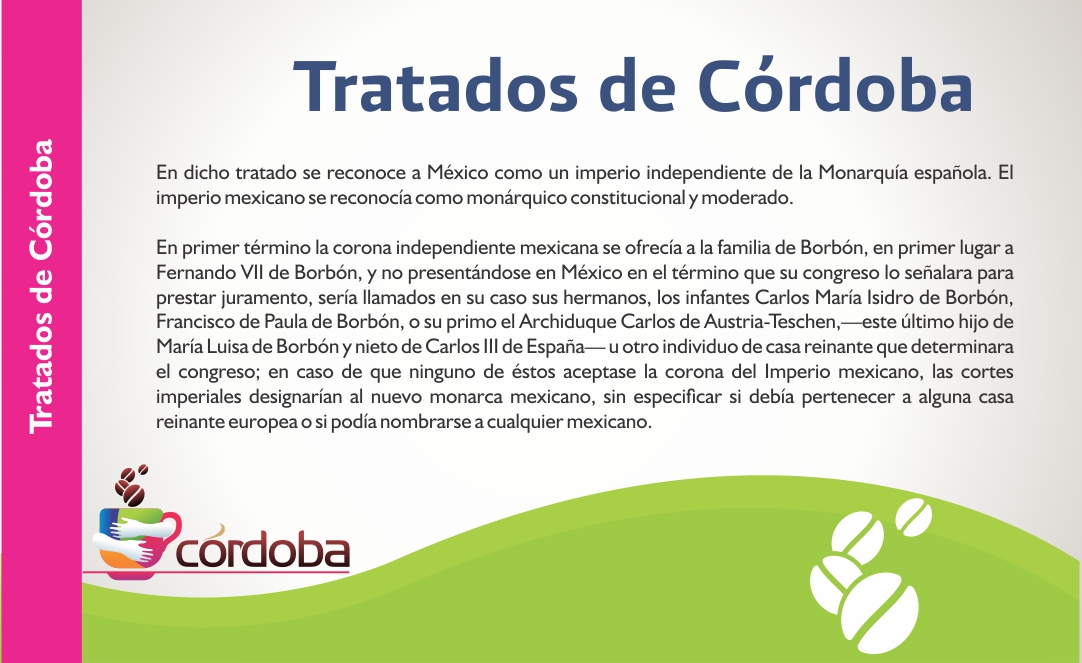 Tratados de Córdoba
Tratados de Córdoba
En dicho tratado se reconoce a México como un imperio independiente de la Monarquía española. El
imperio mexicano se reconocía como monárquico constitucional y moderado.
En primer término la corona independiente mexicana se ofrecía a la familia de Borbón, en primer lugar a
Fernando VII de Borbón, y no presentándose en México en el término que su congreso lo señalara para
prestar juramento, sería llamados en su caso sus hermanos, los infantes Carlos María Isidro de Borbón,
Francisco de Paula de Borbón, o su primo el Archiduque Carlos de Austria-Teschen,—este último hijo de
María Luisa de Borbón y nieto de Carlos III de España— u otro individuo de casa reinante que determinara
el congreso; en caso de que ninguno de éstos aceptase la corona del Imperio mexicano, las cortes
imperiales designarían al nuevo monarca mexicano, sin especificar si debía pertenecer a alguna casa
reinante europea o si podía nombrarse a cualquier mexicano.
córdoba